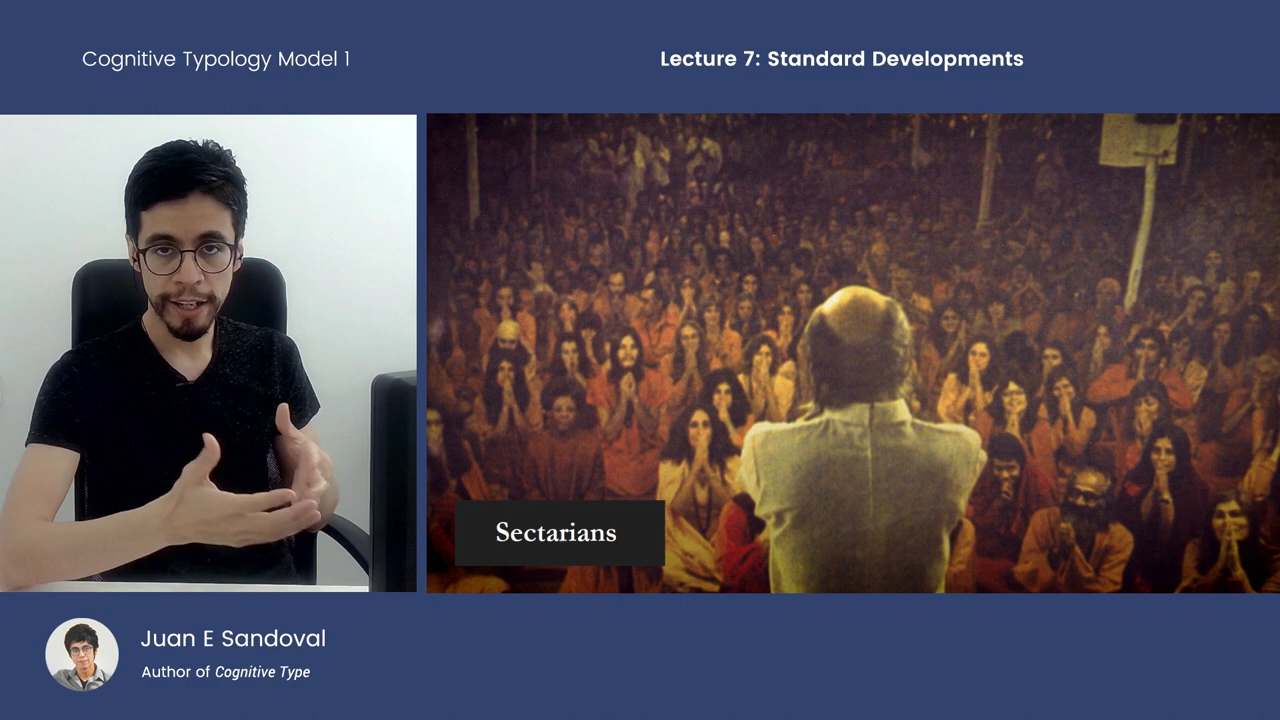 Cognitive Typology Model 1
Lecture 7: Standard Developments
Sectarians
Juan E Sandoval
Author of Cognitive Type